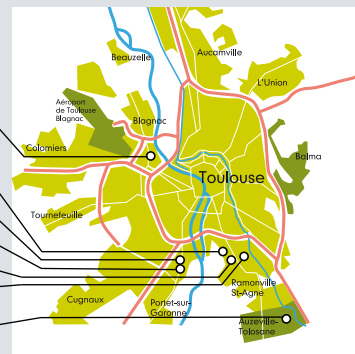 Beauzelle
Aucamville
L'Union
Aéroport
de Toulouse
Blagnac
Blagnac
Colomiers
Balma
Toulouse
Tournefeuille
Ramonville
St-Agne
Cugnaux
Portet-sur-
Garonne
Auzeville-
Tolosane